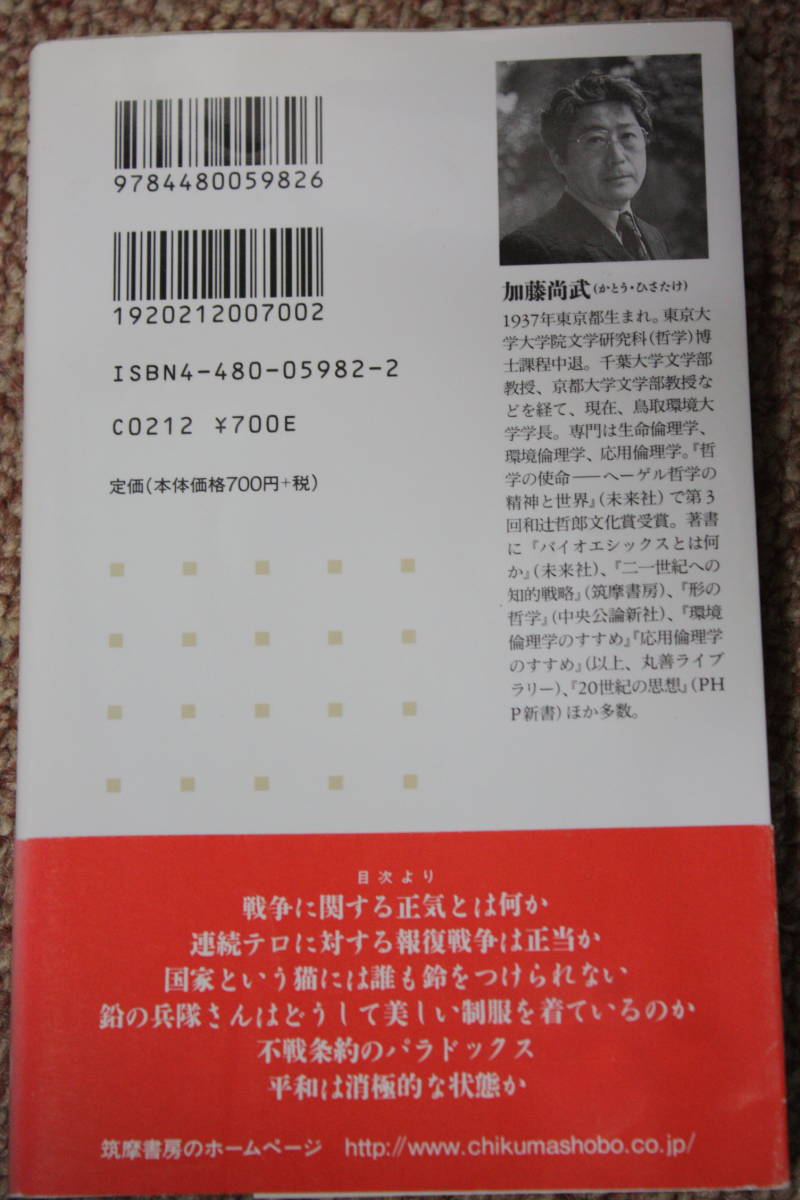 9784480059826
1920212007002
ISBN4-480-05982-2
C0212 ¥700E
定価(本体価格700円+税)
加藤尚武(かとう・ひさたけ)
1937年東京都生まれ。東京大
学大学院文学研究科(哲学)博
士課程中退。千葉大学文学部
教授、京都大学文学部教授な
どを経て、現在、鳥取環境大
学学長。専門は生命倫理学、
環境倫理学、応用倫理学。『哲
学の使命——ヘーゲル哲学の
精神と世界』(未来社)で第3
回和辻哲郎文化賞受賞。著書
に『バイオエシックスとは何
か』(未来社)、『二一世紀への
知的戦略』(筑摩書房)、『形の
哲学』(中央公論新社)、『環境
倫理学のすすめ』『応用倫理学
のすすめ』(以上、丸善ライブ
ラリー)、『20世紀の思想』(PH
P新書)ほか多数。
目次より
戦争に関する正気とは何か
連続テロに対する報復戦争は正当か
国家という猫には誰も鈴をつけられない
鉛の兵隊さんはどうして美しい制服を着ているのか
不戦条約のパラドックス
平和は消極的な状態か
筑摩書房のホームページ http://www.chikumashobo.co.jp/